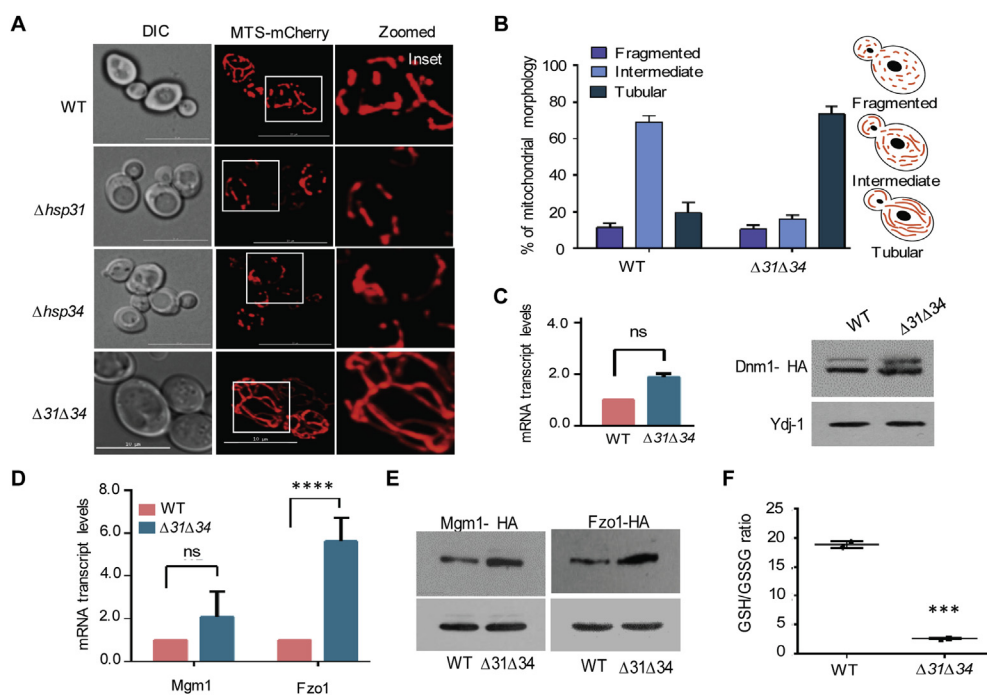 A
DIC
MTS-mCherry
Zoomed
Inset
WT
Δhsp31
Δhsp34
Δ31Δ34
10 μm
B
% of mitochondrial morphology
100
80
60
40
20
0
Fragmented
Intermediate
Tubular
WT
Δ31Δ34
Fragmented
Intermediate
Tubular
C
mRNA transcript levels
4.0
2.0
0.0
ns
WT
Δ31Δ34
WT
Δ31Δ34
Dnm1- HA
Ydj-1
D
mRNA transcript levels
8.0
6.0
4.0
2.0
0
WT
Δ31Δ34
ns
****
Mgm1
Fzo1
E
Mgm1- HA
Fzo1-HA
WT Δ31Δ34
WT Δ31Δ34
F
GSH/GSSG ratio
25
20
15
10
5
0
***
WT
Δ31Δ34